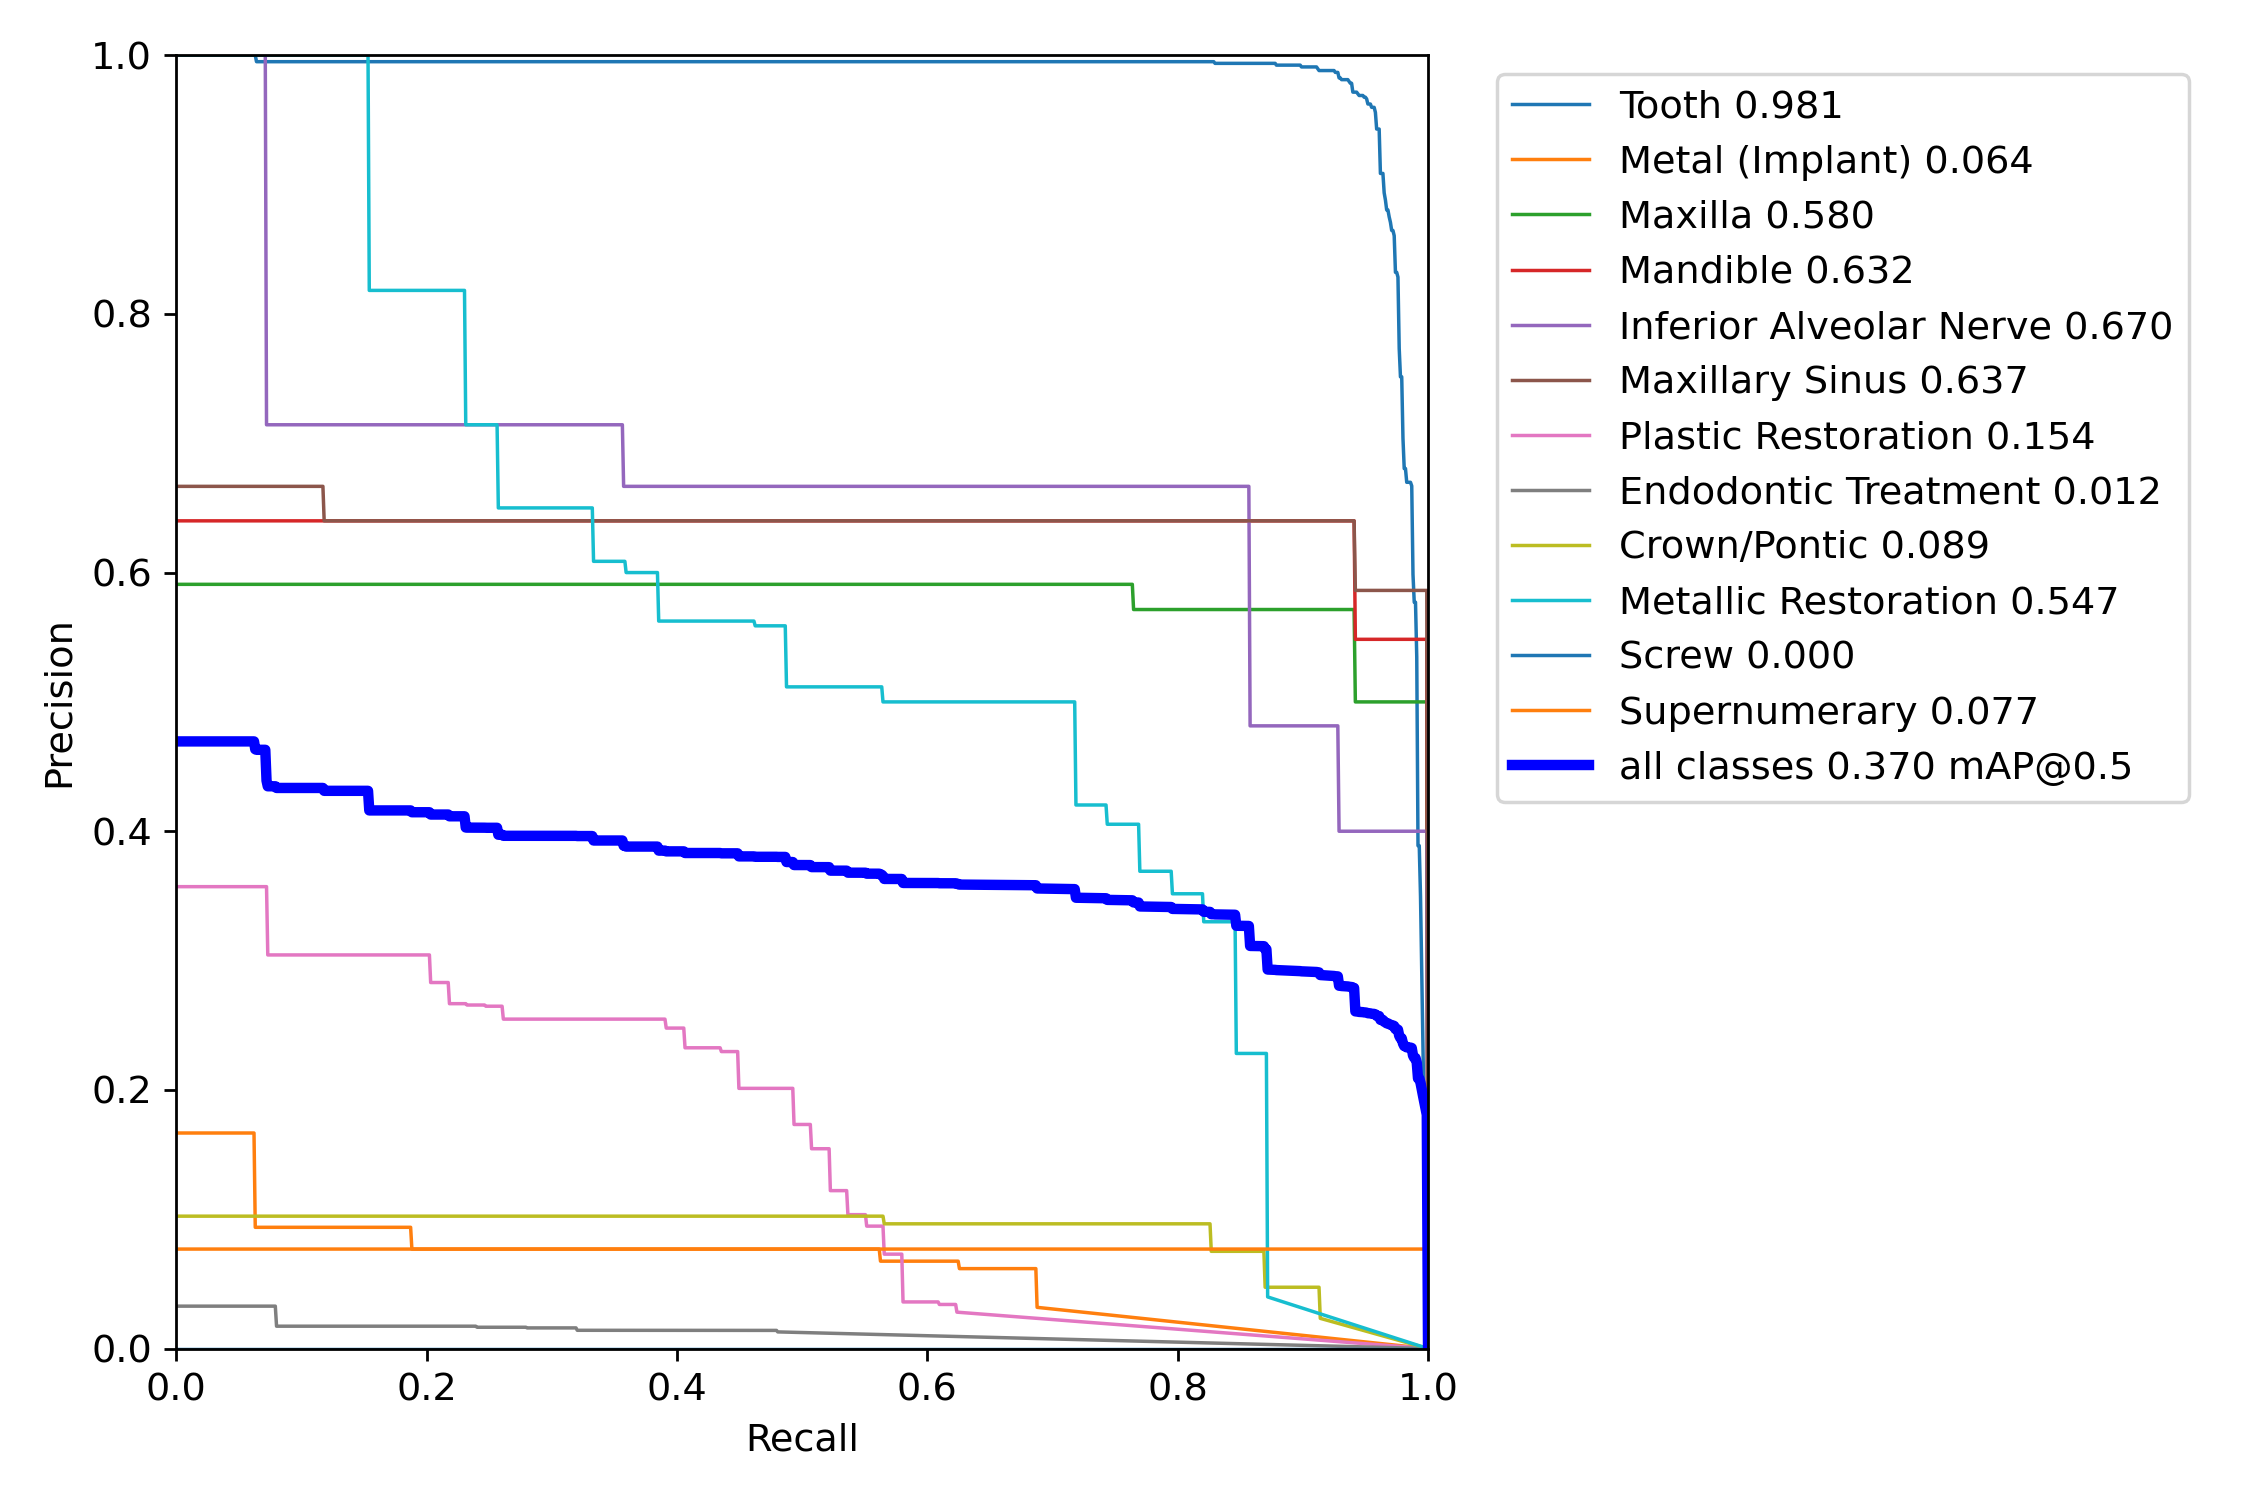 1.0
0.8
0.6
0.4
0.2
0.0
Precision
0.0 0.2 0.4 0.6 0.8 1.0
Recall
Tooth 0.981
Metal (Implant) 0.064
Maxilla 0.580
Mandible 0.632
Inferior Alveolar Nerve 0.670
Maxillary Sinus 0.637
Plastic Restoration 0.154
Endodontic Treatment 0.012
Crown/Pontic 0.089
Metallic Restoration 0.547
Screw 0.000
Supernumerary 0.077
all classes 0.370 mAP@0.5